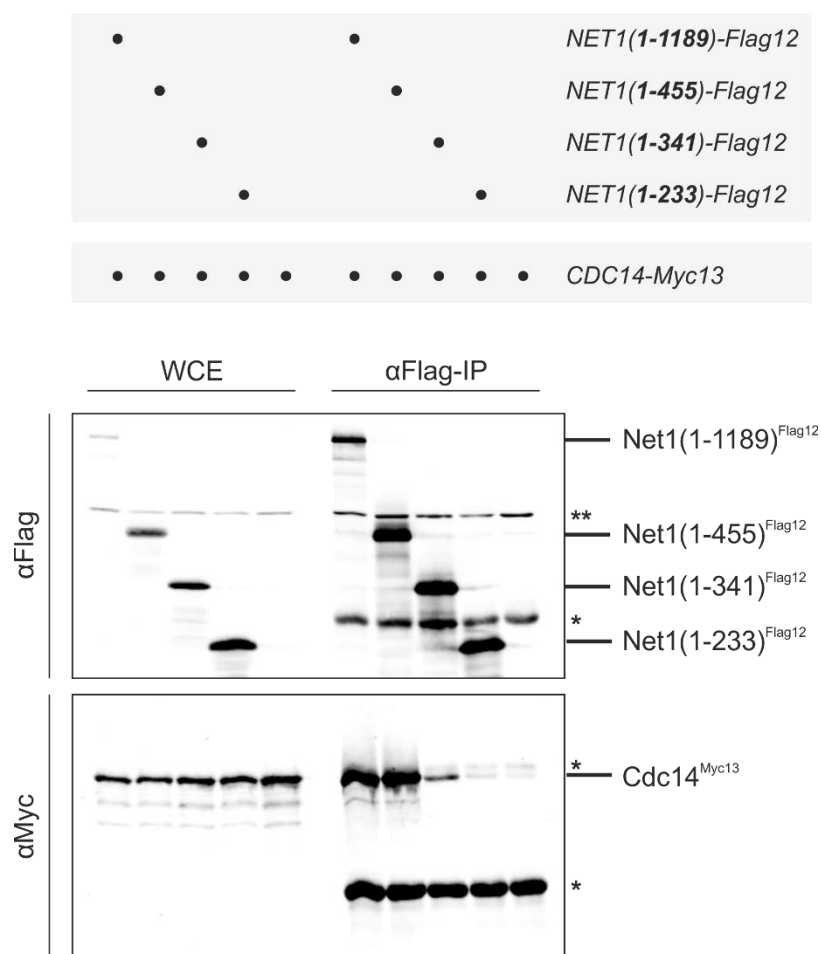 NET1(1-1189)-Flag12
NET1(1-455)-Flag12
NET1(1-341)-Flag12
NET1(1-233)-Flag12
CDC14-Myc13
WCE
αFlag-IP
αFlag
Net1(1-1189)Flag12
**
Net1(1-455)Flag12
Net1(1-341)Flag12
*
Net1(1-233)Flag12
αMyc
*
Cdc14Myc13
*